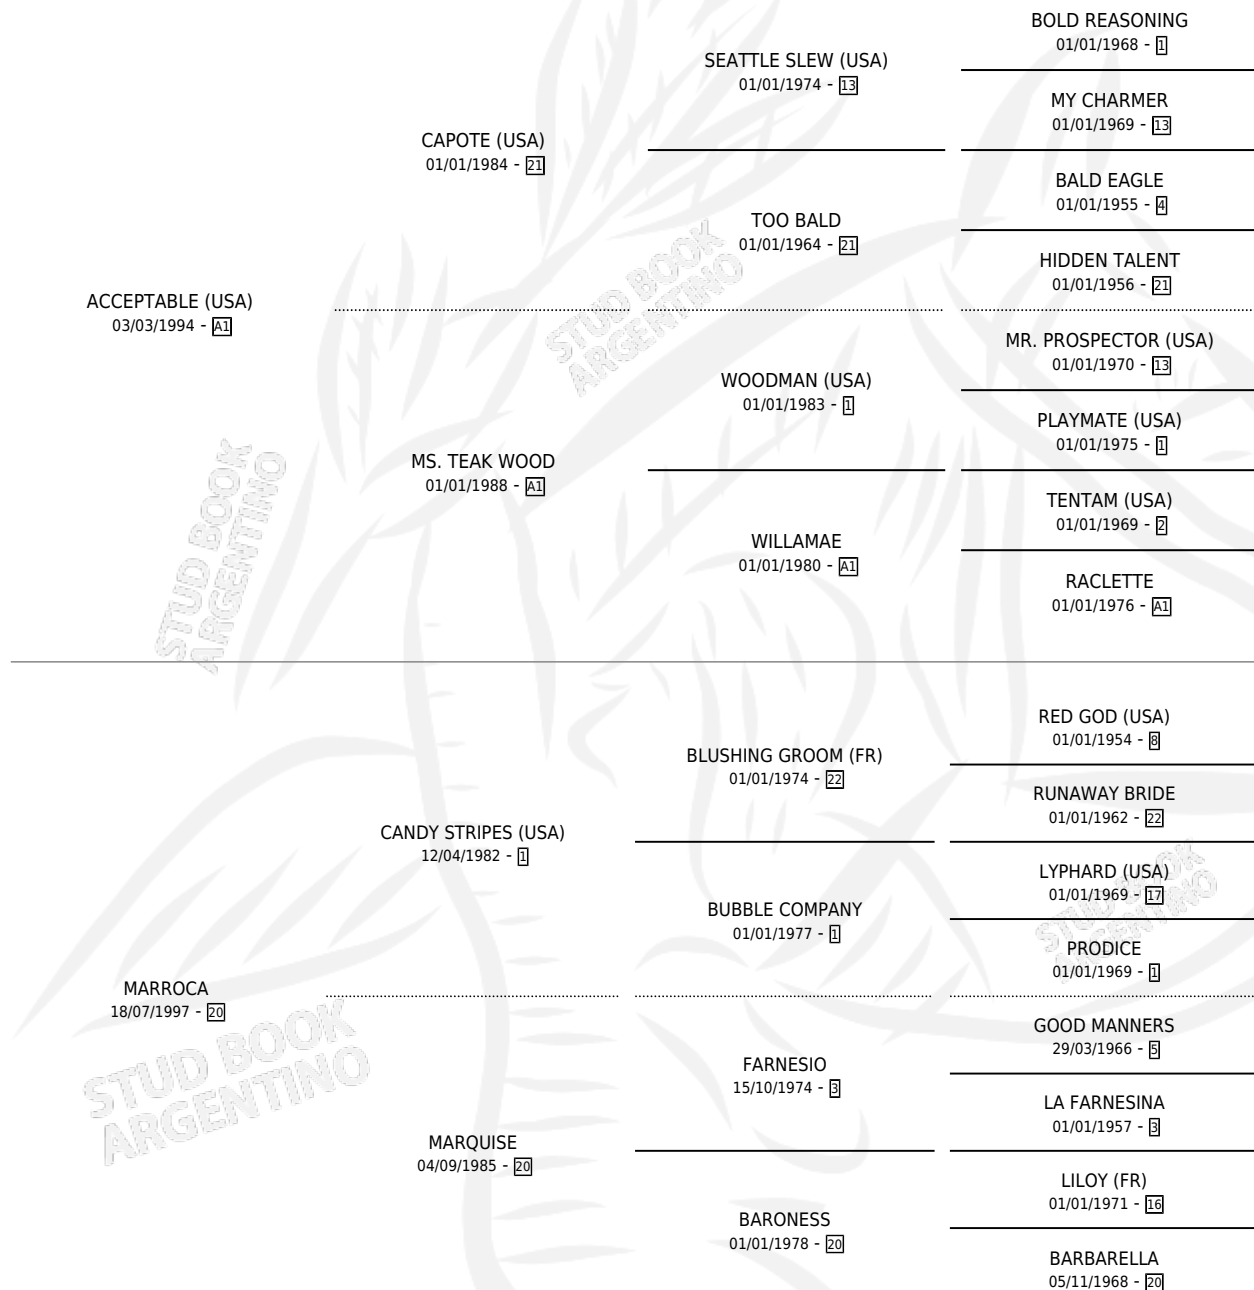 BOLD REASONING
01/01/1968 - 1
SEATTLE SLEW (USA)
01/01/1974 - 13
MY CHARMER
01/01/1969 - 13
CAPOTE (USA)
01/01/1984 - 21
BALD EAGLE
01/01/1955 - 4
TOO BALD
01/01/1964 - 21
HIDDEN TALENT
01/01/1956 - 21
ACCEPTABLE (USA)
03/03/1994 - A1
MR. PROSPECTOR (USA)
01/01/1970 - 13
WOODMAN (USA)
01/01/1983 - 1
PLAYMATE (USA)
01/01/1975 - 1
MS. TEAK WOOD
01/01/1988 - A1
TENTAM (USA)
01/01/1969 - 2
WILLAMAE
01/01/1980 - A1
RACLETTE
01/01/1976 - A1
RED GOD (USA)
01/01/1954 - 8
BLUSHING GROOM (FR)
01/01/1974 - 22
RUNAWAY BRIDE
01/01/1962 - 22
CANDY STRIPES (USA)
12/04/1982 - 1
LYPHARD (USA)
01/01/1969 - 17
BUBBLE COMPANY
01/01/1977 - 1
PRODICE
01/01/1969 - 1
MARROCA
18/07/1997 - 20
GOOD MANNERS
29/03/1966 - 5
FARNESIO
15/10/1974 - 3
LA FARNESINA
01/01/1957 - 3
MARQUISE
04/09/1985 - 20
LILOY (FR)
01/01/1971 - 16
BARONESS
01/01/1978 - 20
BARBARELLA
05/11/1968 - 20
STUD BOOK
ARGENTINO
STUD BOOK
ARGENTINO
STUD BOOK
ARGENTINO
STUD BOOK
ARGENTINO